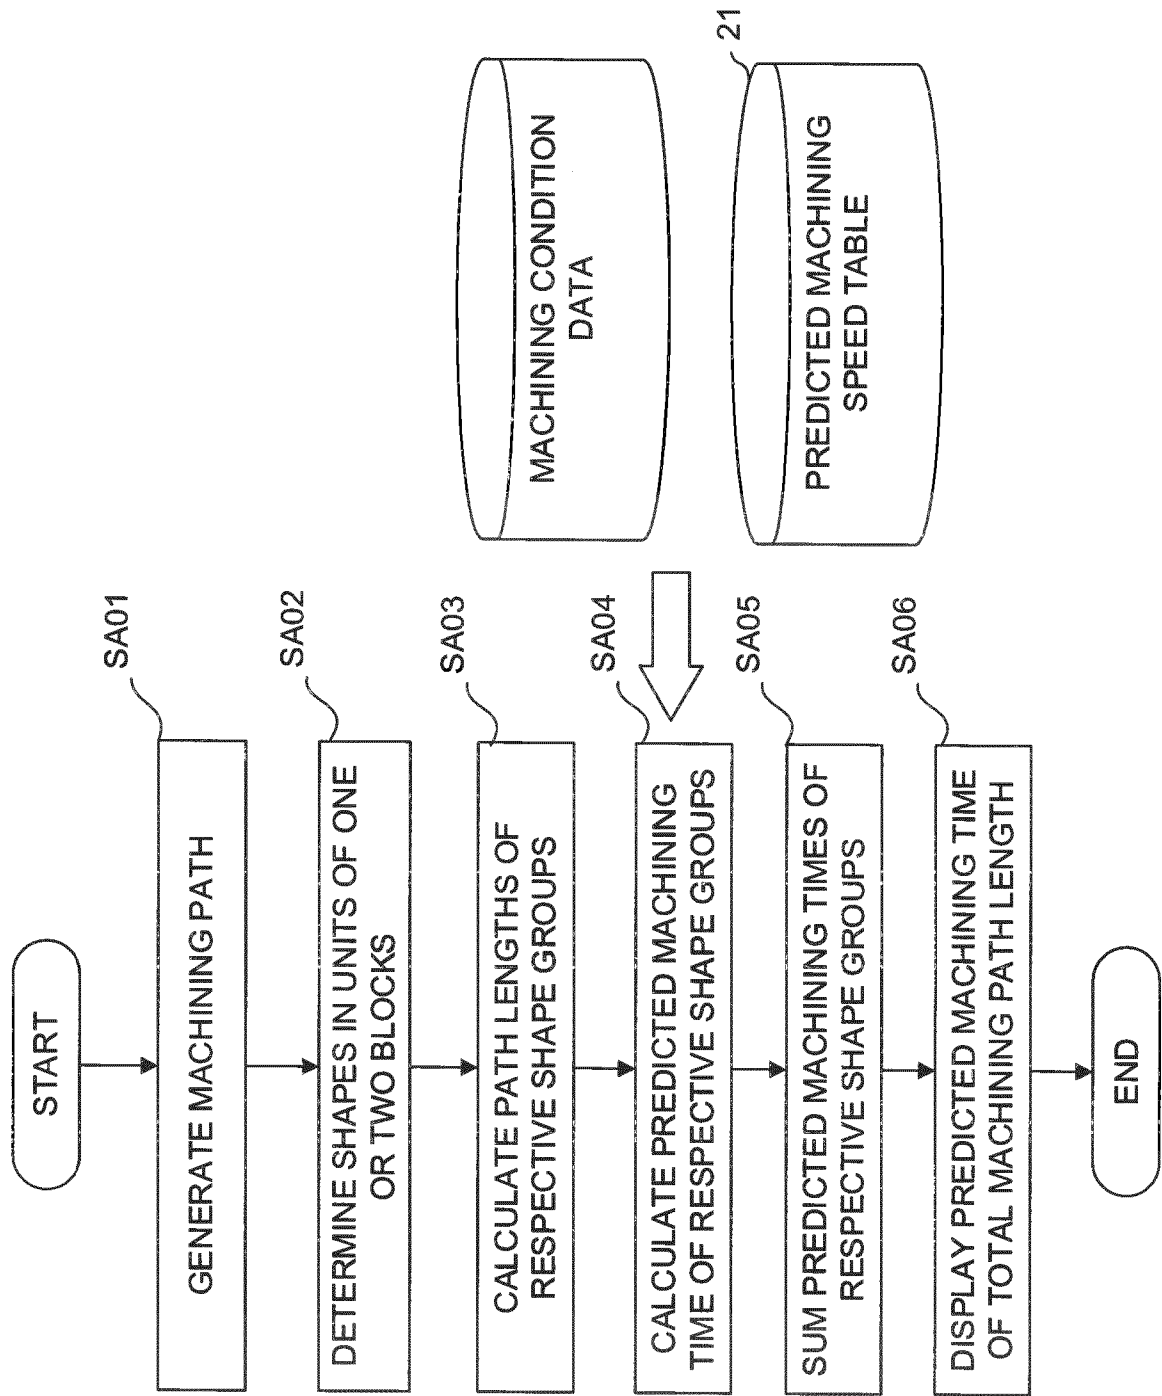 START
SA01
GENERATE MACHINING PATH
SA02
DETERMINE SHAPES IN UNITS OF ONE
OR TWO BLOCKS
SA03
CALCULATE PATH LENGTHS OF
RESPECTIVE SHAPE GROUPS
SA04
CALCULATE PREDICTED MACHINING
TIME OF RESPECTIVE SHAPE GROUPS
MACHINING CONDITION
DATA
21
PREDICTED MACHINING
SPEED TABLE
SA05
SUM PREDICTED MACHINING TIMES OF
RESPECTIVE SHAPE GROUPS
SA06
DISPLAY PREDICTED MACHINING TIME
OF TOTAL MACHINING PATH LENGTH
END